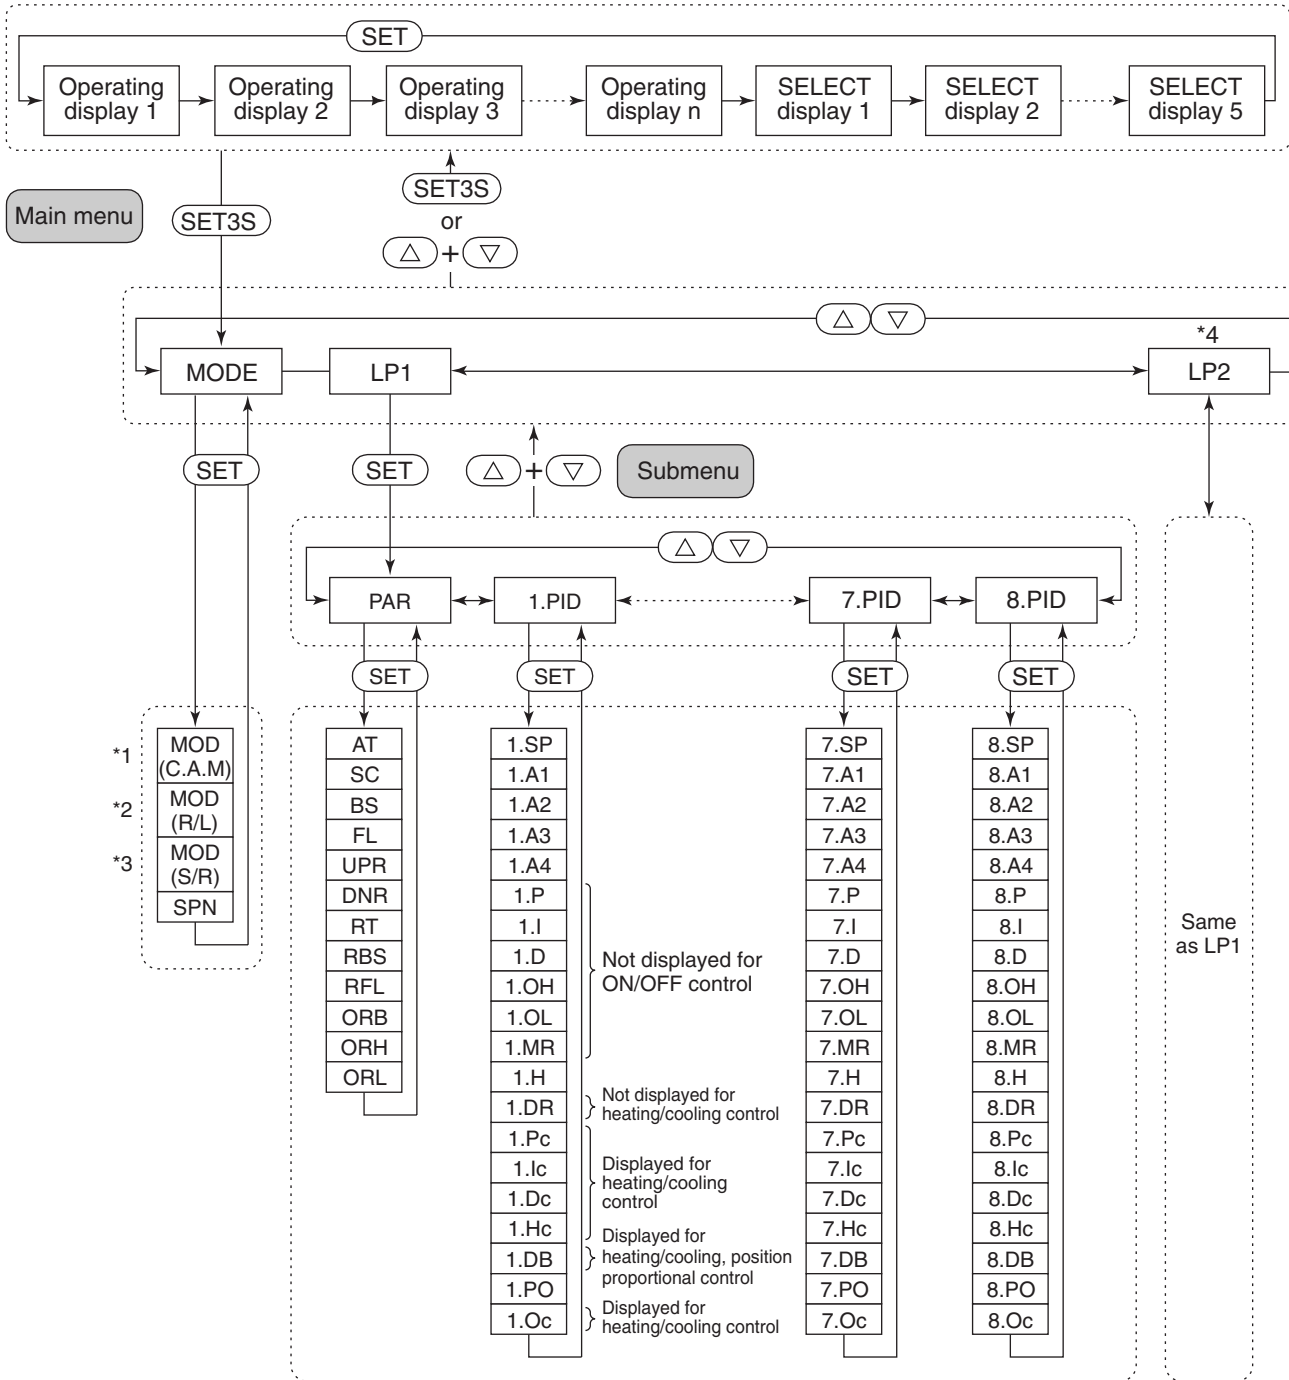 SET
Operating
display 1
Operating
display 2
Operating
display 3
Operating
display n
SELECT
display 1
SELECT
display 2
SELECT
display 5
Main menu
SET3S
SET3S
or
+
*4
MODE
LP1
LP2
SET
SET
+
Submenu
PAR
1.PID
7.PID
8.PID
SET
SET
SET
SET
*1
MOD
(C.A.M)
*2
MOD
(R/L)
*3
MOD
(S/R)
SPN
AT
SC
BS
FL
UPR
DNR
RT
RBS
RFL
ORB
ORH
ORL
1.SP
1.A1
1.A2
1.A3
1.A4
1.P
1.I
1.D
1.OH
1.OL
1.MR
1.H
1.DR
1.Pc
1.Ic
1.Dc
1.Hc
1.DB
1.PO
1.Oc
Not displayed for
ON/OFF control
Not displayed for
heating/cooling control
Displayed for
heating/cooling
control
Displayed for
heating/cooling, position
proportional control
Displayed for
heating/cooling control
7.SP
7.A1
7.A2
7.A3
7.A4
7.P
7.I
7.D
7.OH
7.OL
7.MR
7.H
7.DR
7.Pc
7.Ic
7.Dc
7.Hc
7.DB
7.PO
7.Oc
8.SP
8.A1
8.A2
8.A3
8.A4
8.P
8.I
8.D
8.OH
8.OL
8.MR
8.H
8.DR
8.Pc
8.Ic
8.Dc
8.Hc
8.DB
8.PO
8.Oc
Same
as LP1